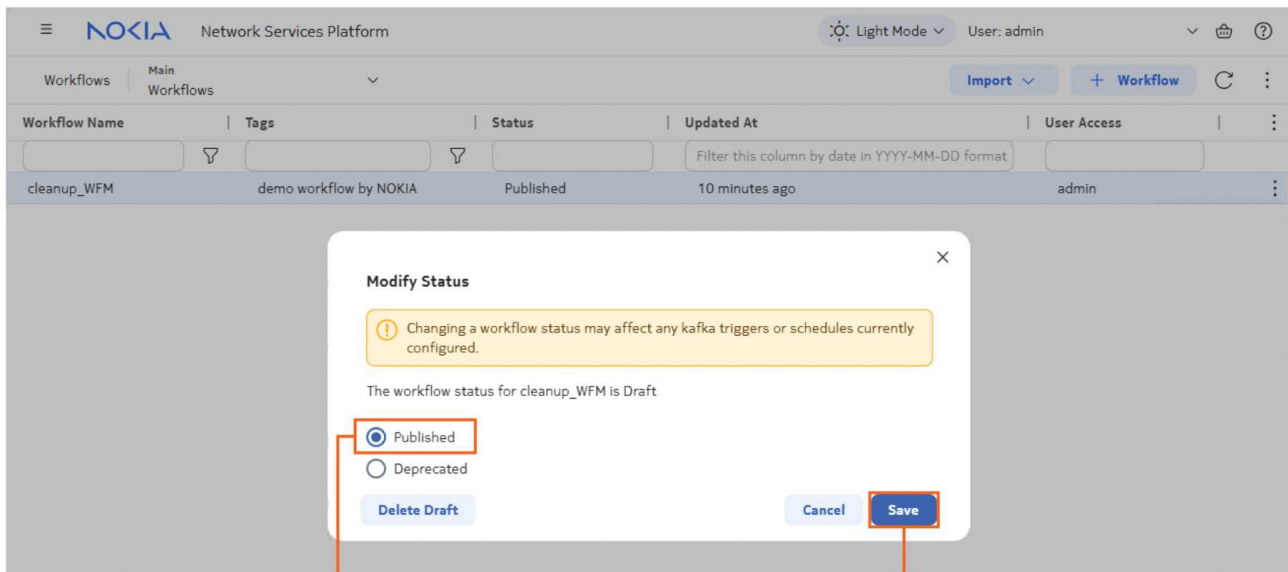 NOKIA Network Services Platform Light Mode User: admin
Workflows Main Workflows Import + Workflow
Workflow Name Tags Status Updated At User Access
Filter this column by date in YYYY-MM-DD format
cleanup_WFM demo workflow by NOKIA Published 10 minutes ago admin
Modify Status
Changing a workflow status may affect any kafka triggers or schedules currently
configured.
The workflow status for cleanup_WFM is Draft
Published
Deprecated
Delete Draft Cancel Save